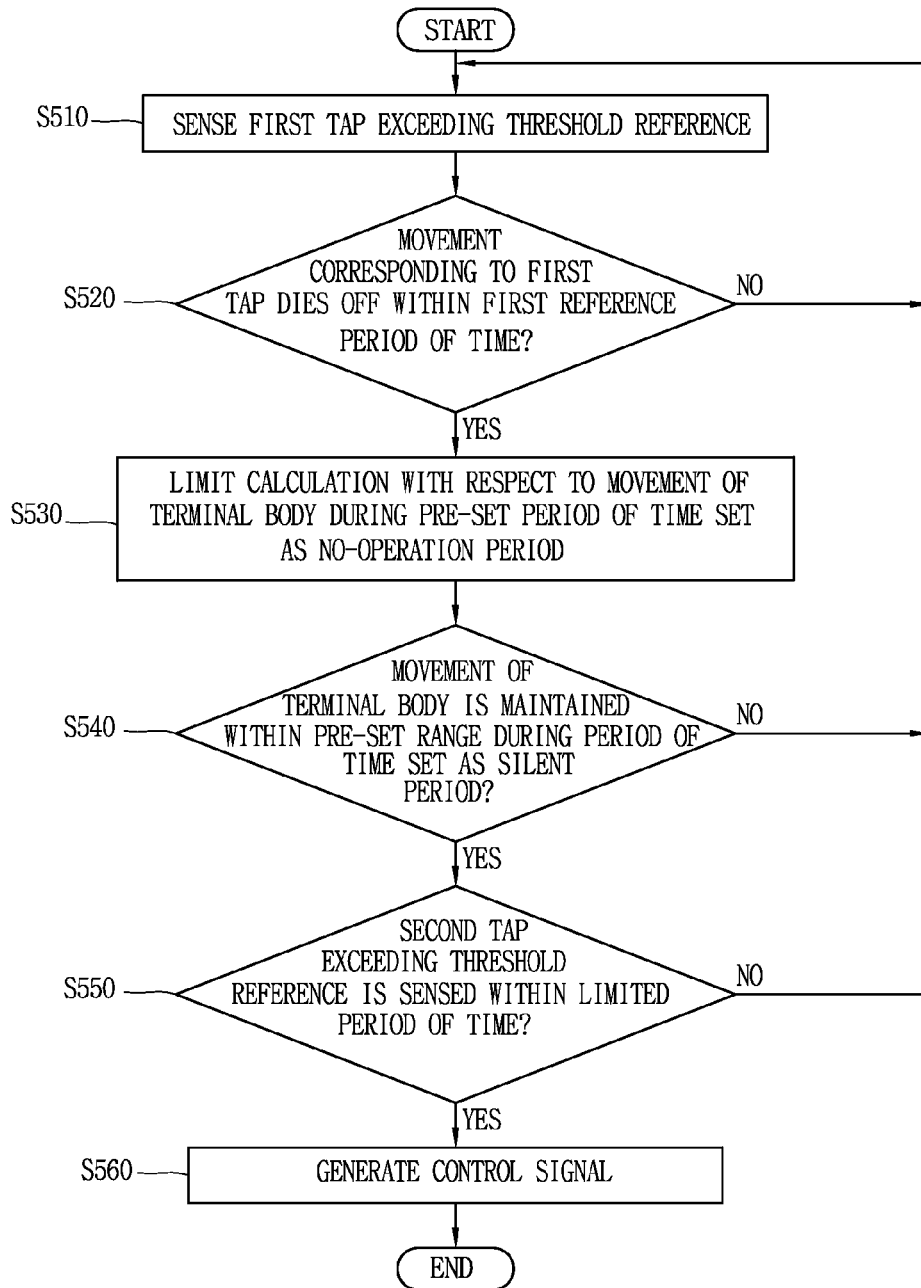 START
S510
SENSE FIRST TAP EXCEEDING THRESHOLD REFERENCE
MOVEMENT
CORRESPONDING TO FIRST
TAP DIES OFF WITHIN FIRST REFERENCE
PERIOD OF TIME?
S520
NO
YES
LIMIT CALCULATION WITH RESPECT TO MOVEMENT OF
TERMINAL BODY DURING PRE-SET PERIOD OF TIME SET
AS NO-OPERATION PERIOD
S530
MOVEMENT OF
TERMINAL BODY IS MAINTAINED
WITHIN PRE-SET RANGE DURING PERIOD OF
TIME SET AS SILENT
PERIOD?
S540
NO
YES
SECOND TAP
EXCEEDING THRESHOLD
REFERENCE IS SENSED WITHIN LIMITED
PERIOD OF TIME?
S550
NO
YES
S560
GENERATE CONTROL SIGNAL
END